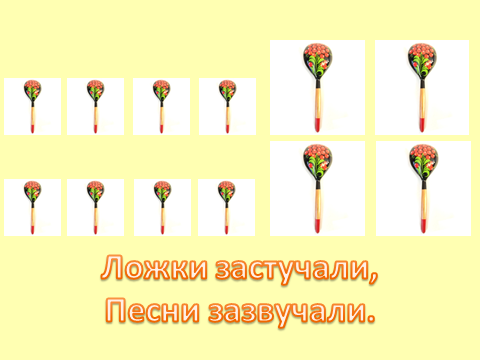 Ложки застучали,
Песни зазвучали.